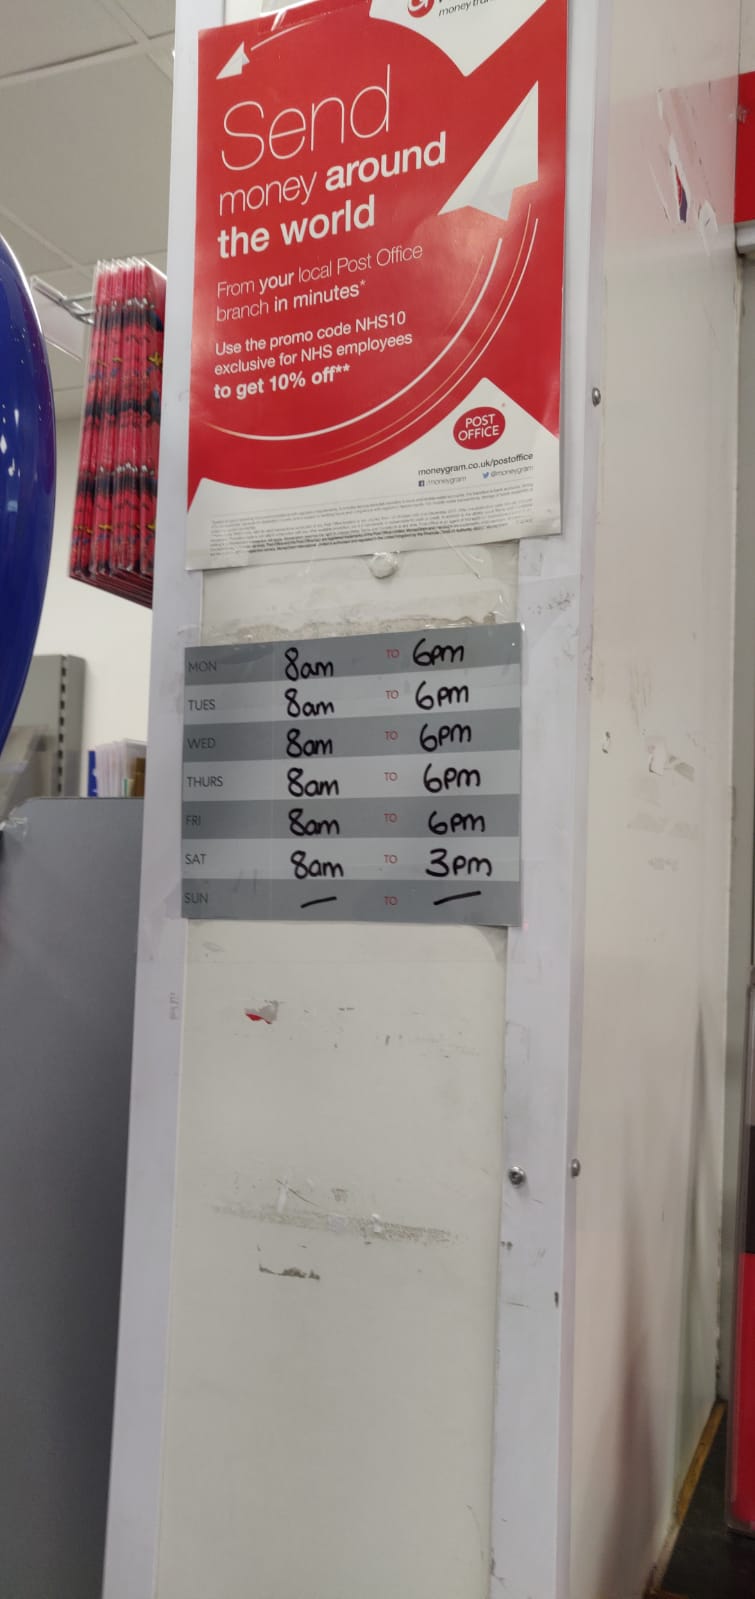 Send
money around
the world
From your local Post Office
branch in minutes*
Use the promo code NHS10
exclusive for NHS employees
to get 10% off**
POST
OFFICE
moneygram.co.uk/postoffice
/moneygram @moneygram
MON 8am TO 6pm
TUES 8am TO 6pm
WED 8am TO 6pm
THURS 8am TO 6pm
FRI 8am TO 6pm
SAT 8am TO 3pm
SUN — TO —